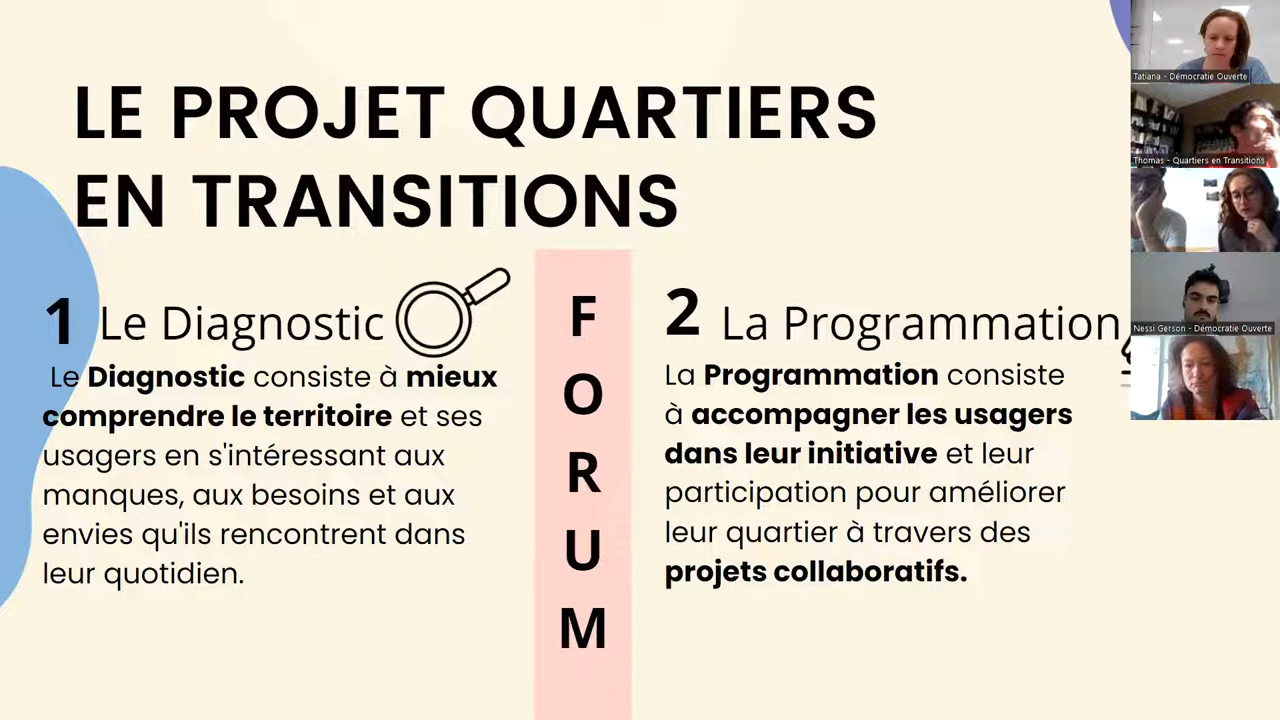 LE PROJET QUARTIERS
EN TRANSITIONS
1 Le Diagnostic
Le Diagnostic consiste à mieux
comprendre le territoire et ses
usagers en s'intéressant aux
manques, aux besoins et aux
envies qu'ils rencontrent dans
leur quotidien.
F
O
R
U
M
2 La Programmation
La Programmation consiste
à accompagner les usagers
dans leur initiative et leur
participation pour améliorer
leur quartier à travers des
projets collaboratifs.
Tatiana - Démocratie Ouverte
Thomas - Quartiers en Transitions
Nessi Gerson - Démocratie Ouverte